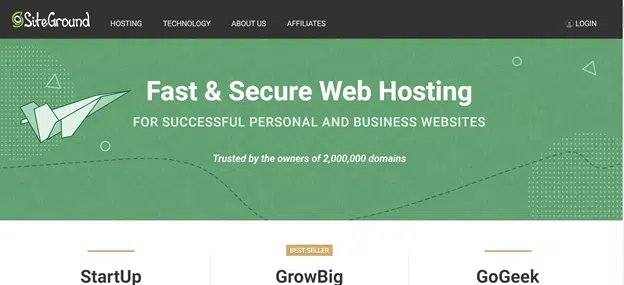 SiteGround
HOSTING TECHNOLOGY ABOUT US AFFILIATES LOGIN
Fast & Secure Web Hosting
FOR SUCCESSFUL PERSONAL AND BUSINESS WEBSITES
Trusted by the owners of 2,000,000 domains
BEST SELLER
StartUp GrowBig GoGeek